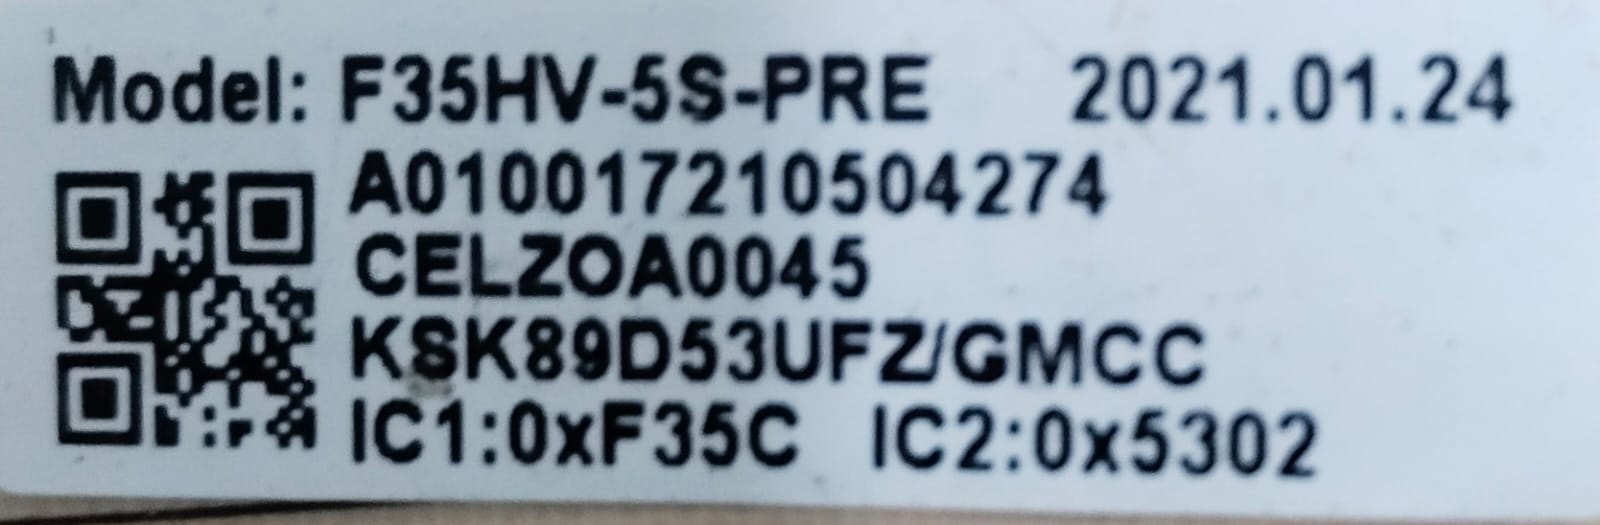 Model: F35HV-5S-PRE 2021.01.24
A010017210504274
CELZOA0045
KSK89D53UFZ/GMCC
IC1:0xF35C IC2:0x5302